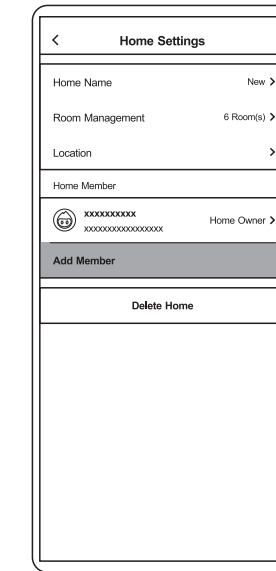 Home Settings
Home Name New
Room Management 6 Room(s)
Location
Home Member
xxxxxxxxxx
xxxxxxxxxxxxxxxxx Home Owner
Add Member
Delete Home